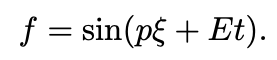 f = sin(pξ + Et).